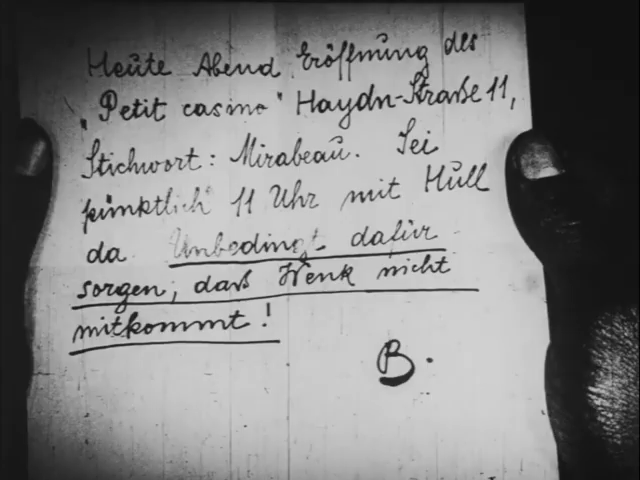 Heute Abend Eröffnung des
„Petit casino" Haydn-Straße 11,
Stichwort: Mirabeau. Sei
pünktlich 11 Uhr mit Hull
da Unbedingt dafür
sorgen, daß Wenk nicht
mitkommt!
B.